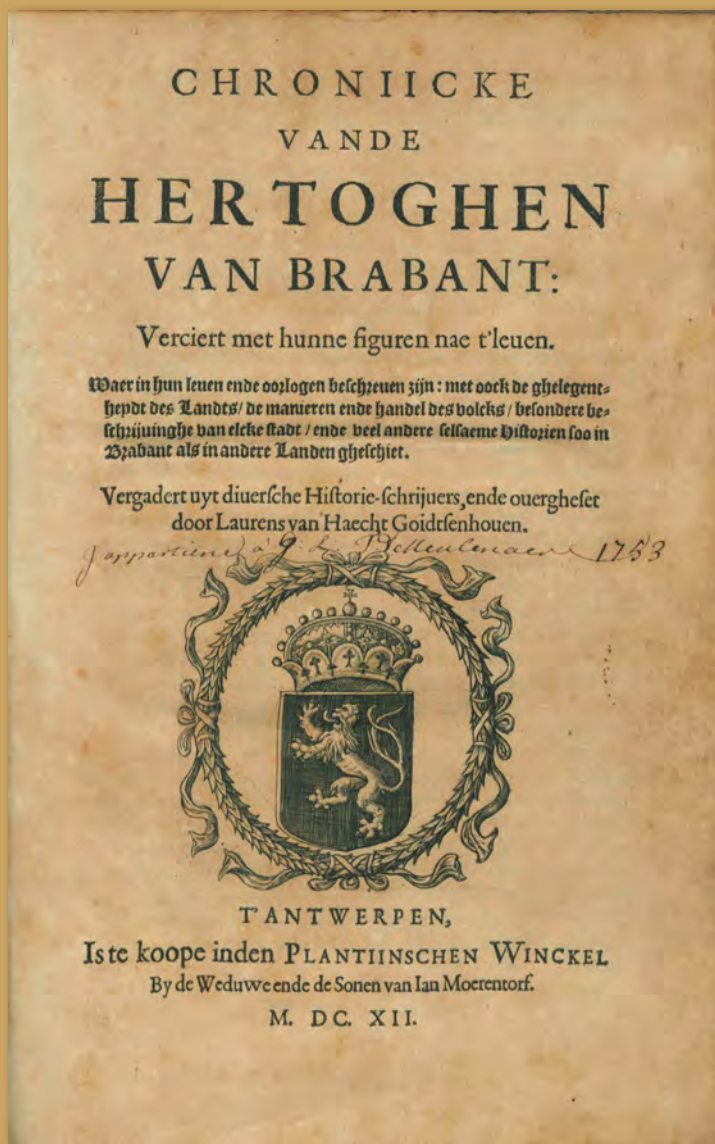 CHRONIICKE
VANDE
HERTOGHEN
VAN BRABANT:
Verciert met hunne figuren nae t'leuen.
Waer in hun leuen ende oorlogen beschreuen zijn: met oock de ghelegent-
heydt des Landts/ de manieren ende handel des volcks/ besondere be-
schrijuinghe van elcke stadt / ende veel andere selsaeme Historien soo in
Brabant als in andere Landen gheschiet.
Vergadert uyt diuersche Historie-schrijuers, ende ouergheset
door Laurens van Haecht Goidtsenhouen.
J appartiens à 1753
T'ANTWERPEN,
Is te koope inden PLANTIINSCHEN WINCKEL
By de Weduwe ende de Sonen van Ian Moerentorf.
M. DC. XII.